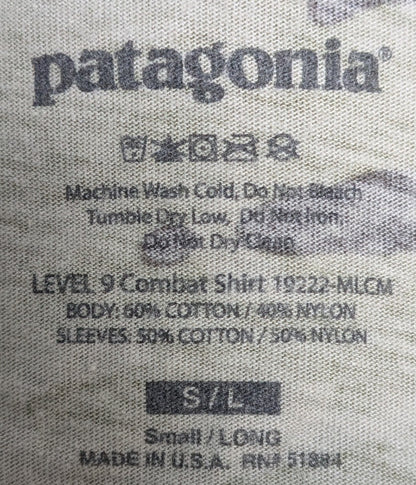 patagonia®
Machine Wash Cold, Do Not Bleach
Tumble Dry Low, Do Not Iron,
Do Not Dry Clean
LEVEL 9 Combat Shirt 19222-MLCM
BODY: 60% COTTON / 40% NYLON
SLEEVES: 50% COTTON / 50% NYLON
S/L
Small / LONG
MADE IN U.S.A. RN# 51884